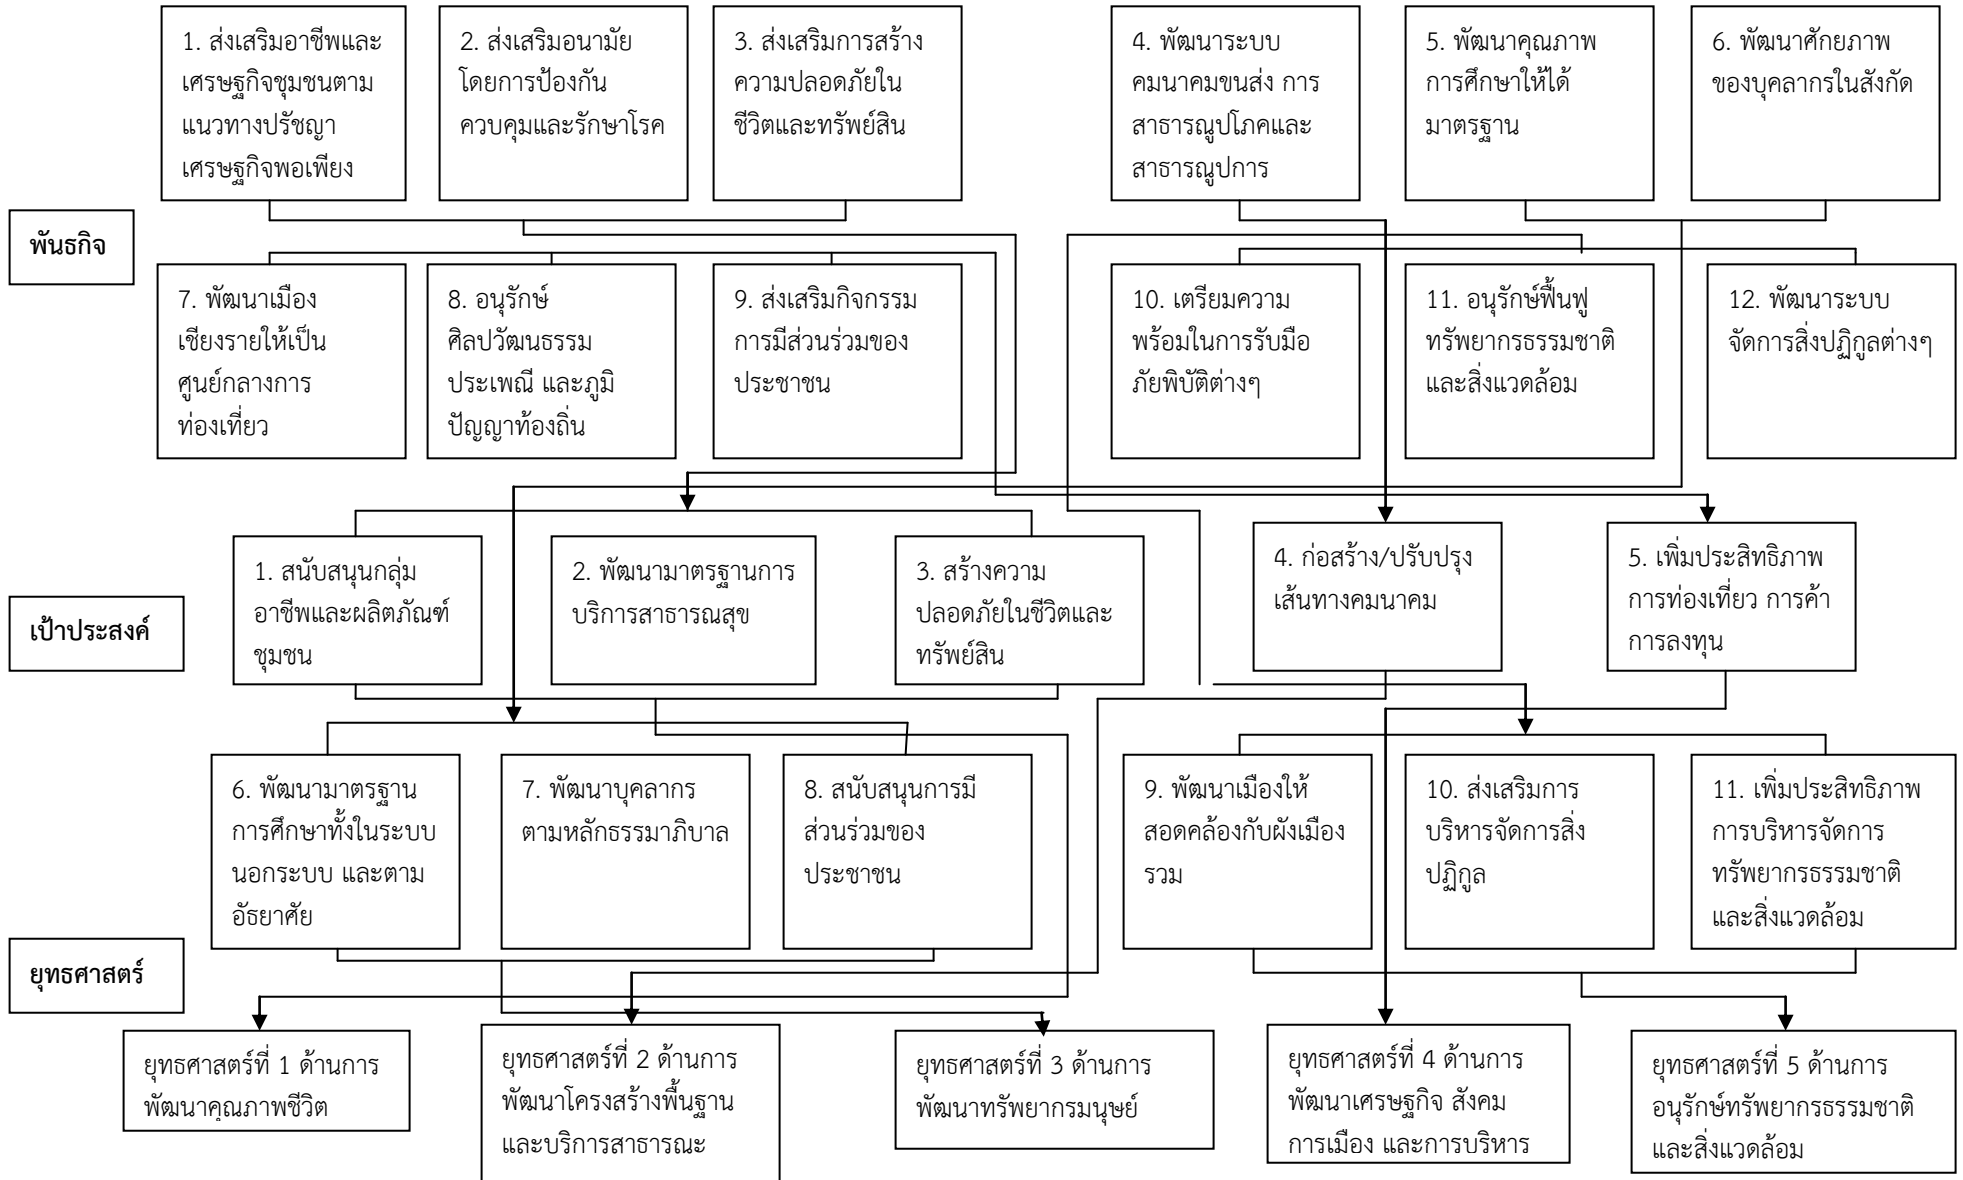 1. ส่งเสริมอาชีพและ
เศรษฐกิจชุมชนตาม
แนวทางปรัชญา
เศรษฐกิจพอเพียง
2. ส่งเสริมอนามัย
โดยการป้องกัน
ควบคุมและรักษาโรค
3. ส่งเสริมการสร้าง
ความปลอดภัยใน
ชีวิตและทรัพย์สิน
4. พัฒนาระบบ
คมนาคมขนส่ง การ
สาธารณูปโภคและ
สาธารณูปการ
5. พัฒนาคุณภาพ
การศึกษาให้ได้
มาตรฐาน
6. พัฒนาศักยภาพ
ของบุคลากรในสังกัด
พันธกิจ
7. พัฒนาเมือง
เชียงรายให้เป็น
ศูนย์กลางการ
ท่องเที่ยว
8. อนุรักษ์
ศิลปวัฒนธรรม
ประเพณี และภูมิ
ปัญญาท้องถิ่น
9. ส่งเสริมกิจกรรม
การมีส่วนร่วมของ
ประชาชน
10. เตรียมความ
พร้อมในการรับมือ
ภัยพิบัติต่างๆ
11. อนุรักษ์ฟื้นฟู
ทรัพยากรธรรมชาติ
และสิ่งแวดล้อม
12. พัฒนาระบบ
จัดการสิ่งปฏิกูลต่างๆ
เป้าประสงค์
1. สนับสนุนกลุ่ม
อาชีพและผลิตภัณฑ์
ชุมชน
2. พัฒนามาตรฐานการ
บริการสาธารณสุข
3. สร้างความ
ปลอดภัยในชีวิตและ
ทรัพย์สิน
4. ก่อสร้าง/ปรับปรุง
เส้นทางคมนาคม
5. เพิ่มประสิทธิภาพ
การท่องเที่ยว การค้า
การลงทุน
6. พัฒนามาตรฐาน
การศึกษาทั้งในระบบ
นอกระบบ และตาม
อัธยาศัย
7. พัฒนาบุคลากร
ตามหลักธรรมาภิบาล
8. สนับสนุนการมี
ส่วนร่วมของ
ประชาชน
9. พัฒนาเมืองให้
สอดคล้องกับผังเมือง
รวม
10. ส่งเสริมการ
บริหารจัดการสิ่ง
ปฏิกูล
11. เพิ่มประสิทธิภาพ
การบริหารจัดการ
ทรัพยากรธรรมชาติ
และสิ่งแวดล้อม
ยุทธศาสตร์
ยุทธศาสตร์ที่ 1 ด้านการ
พัฒนาคุณภาพชีวิต
ยุทธศาสตร์ที่ 2 ด้านการ
พัฒนาโครงสร้างพื้นฐาน
และบริการสาธารณะ
ยุทธศาสตร์ที่ 3 ด้านการ
พัฒนาทรัพยากรมนุษย์
ยุทธศาสตร์ที่ 4 ด้านการ
พัฒนาเศรษฐกิจ สังคม
การเมือง และการบริหาร
ยุทธศาสตร์ที่ 5 ด้านการ
อนุรักษ์ทรัพยากรธรรมชาติ
และสิ่งแวดล้อม